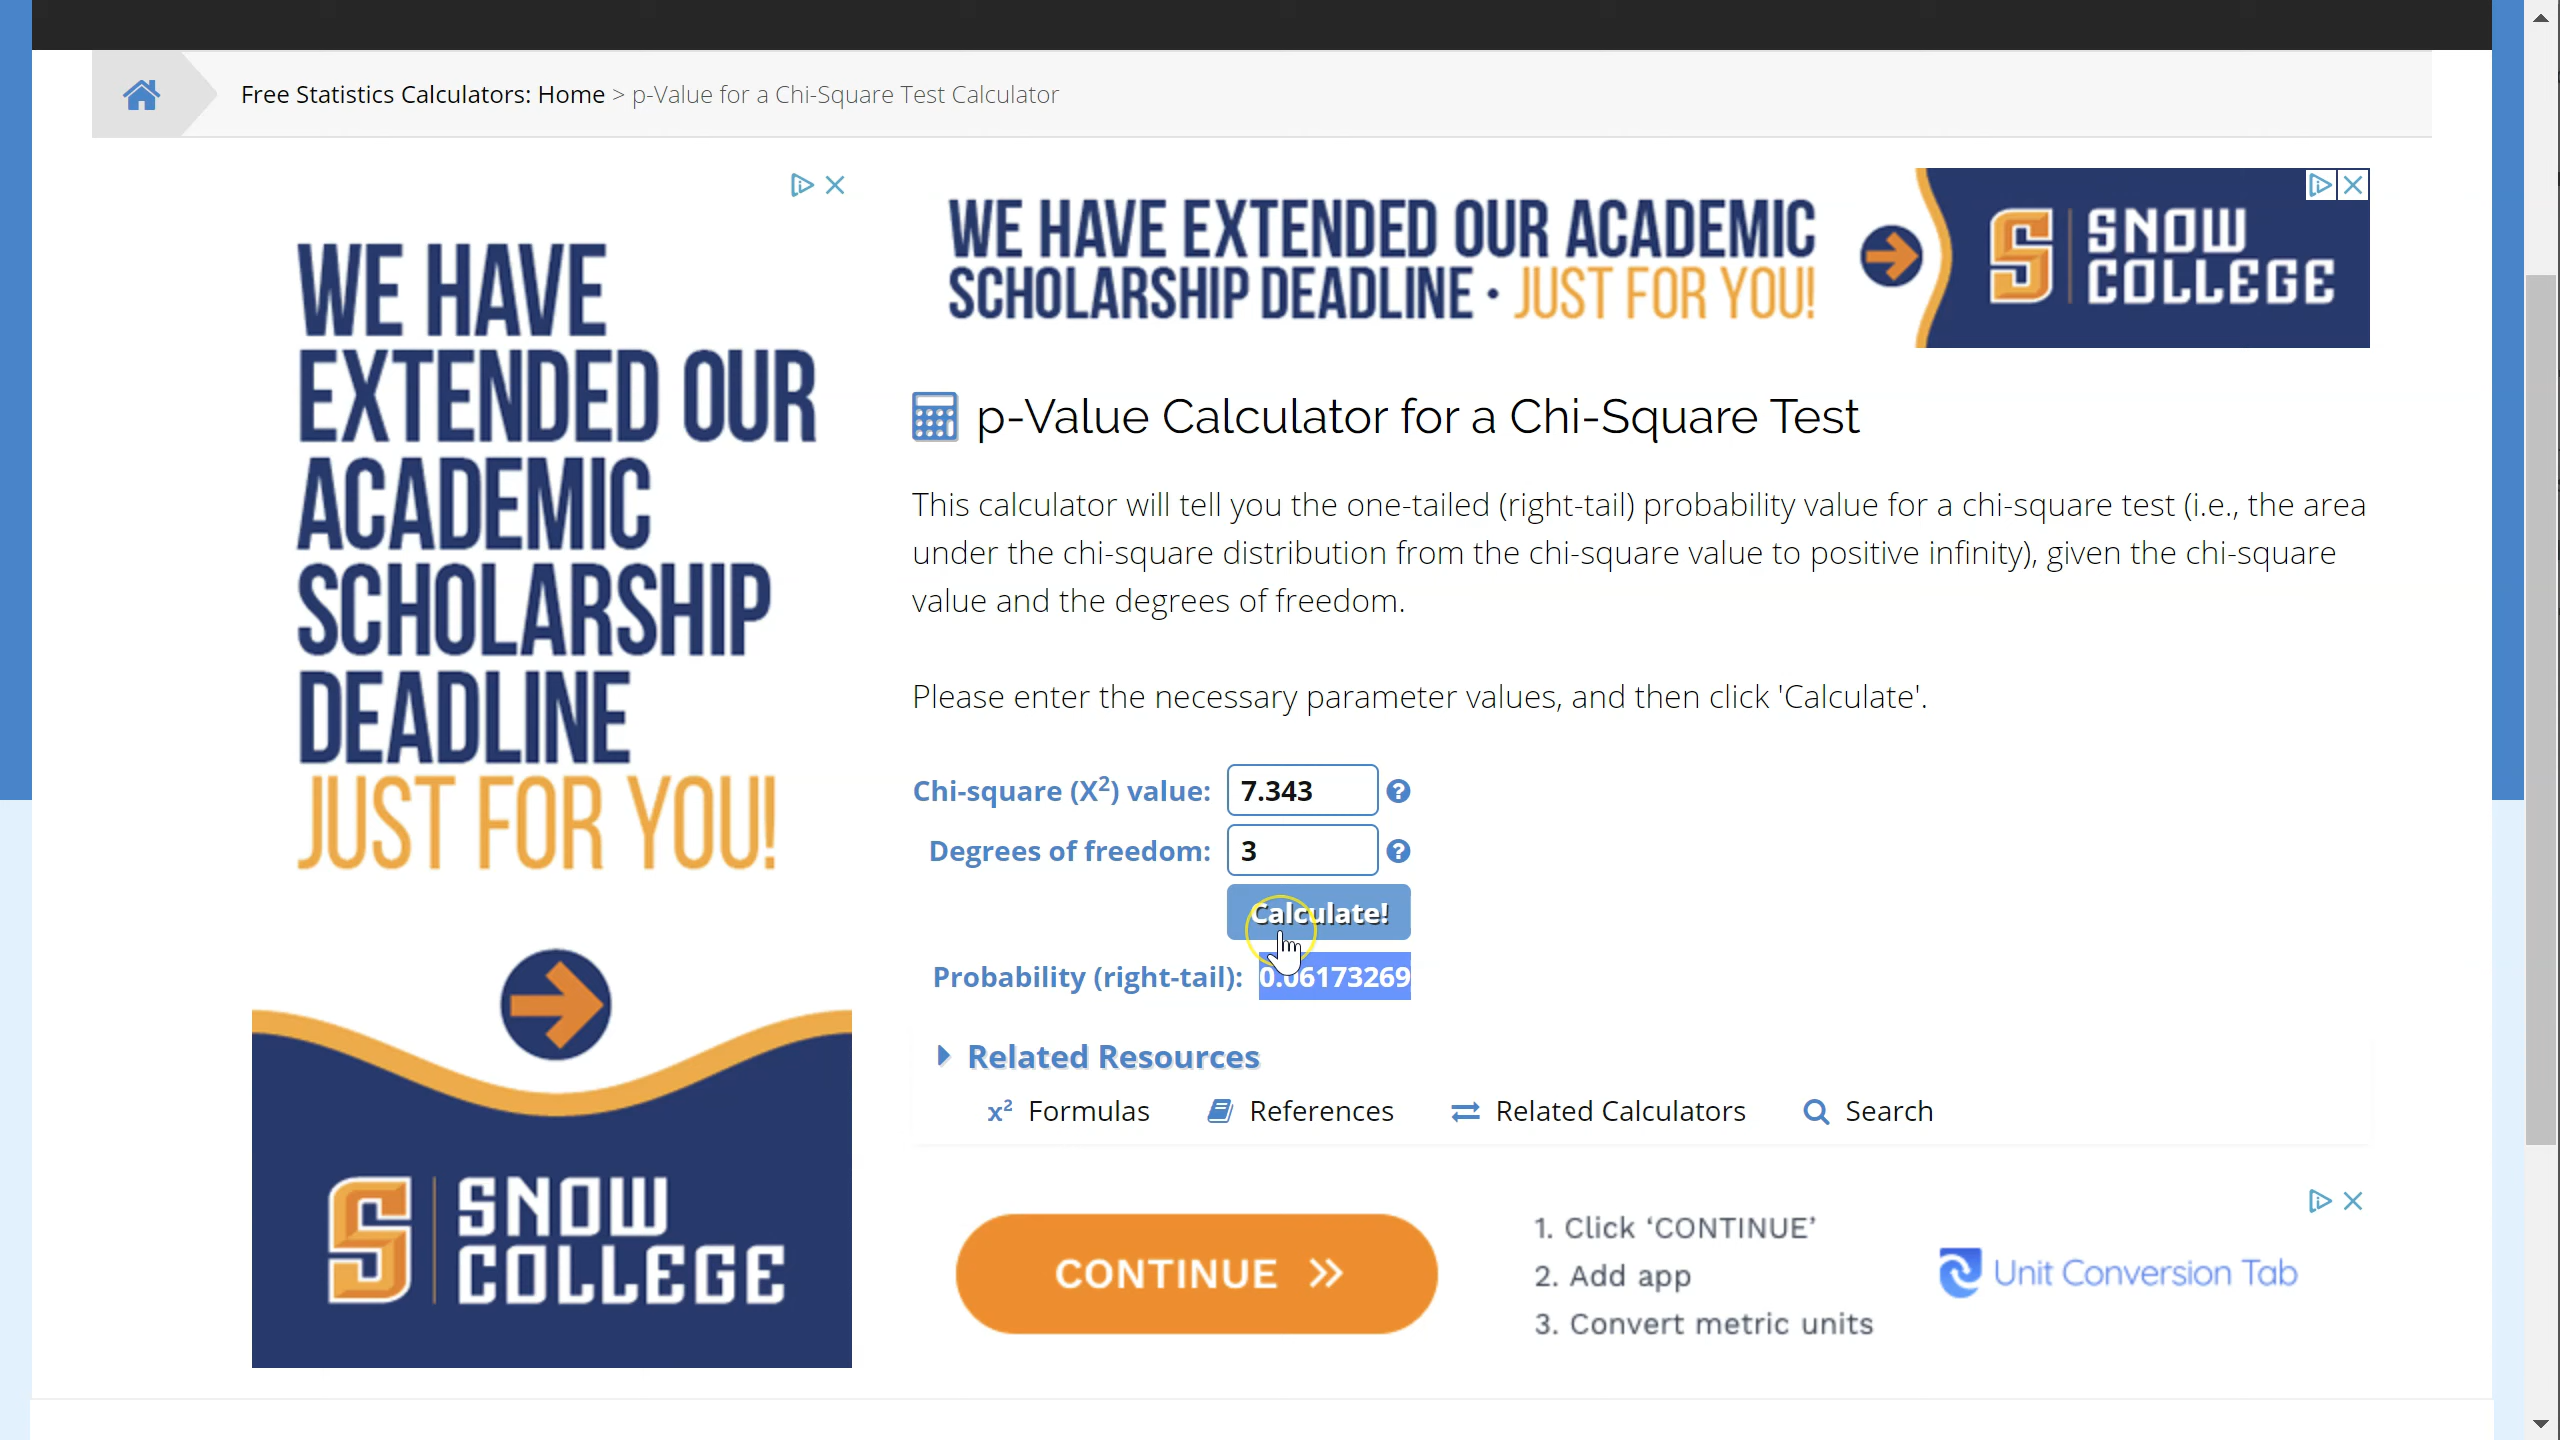 Free Statistics Calculators: Home > p-Value for a Chi-Square Test Calculator
WE HAVE
EXTENDED OUR
ACADEMIC
SCHOLARSHIP
DEADLINE
JUST FOR YOU!
S SNOW
COLLEGE
WE HAVE EXTENDED OUR ACADEMIC
SCHOLARSHIP DEADLINE • JUST FOR YOU!
S SNOW
COLLEGE
p-Value Calculator for a Chi-Square Test
This calculator will tell you the one-tailed (right-tail) probability value for a chi-square test (i.e., the area
under the chi-square distribution from the chi-square value to positive infinity), given the chi-square
value and the degrees of freedom.
Please enter the necessary parameter values, and then click 'Calculate'.
Chi-square (X²) value: 7.343 ?
Degrees of freedom: 3 ?
Calculate!
Probability (right-tail): 0.06173269
Related Resources
x² Formulas References Related Calculators Search
CONTINUE »
1. Click ‘CONTINUE’
2. Add app
3. Convert metric units
Unit Conversion Tab